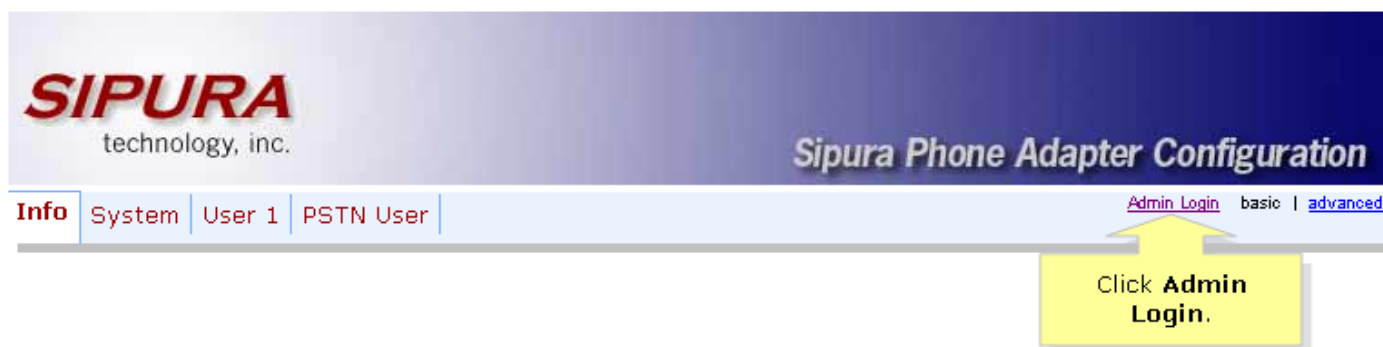 SIPURA
technology, inc.
Sipura Phone Adapter Configuration
Info System User 1 PSTN User Admin Login basic | advanced
Click Admin
Login.